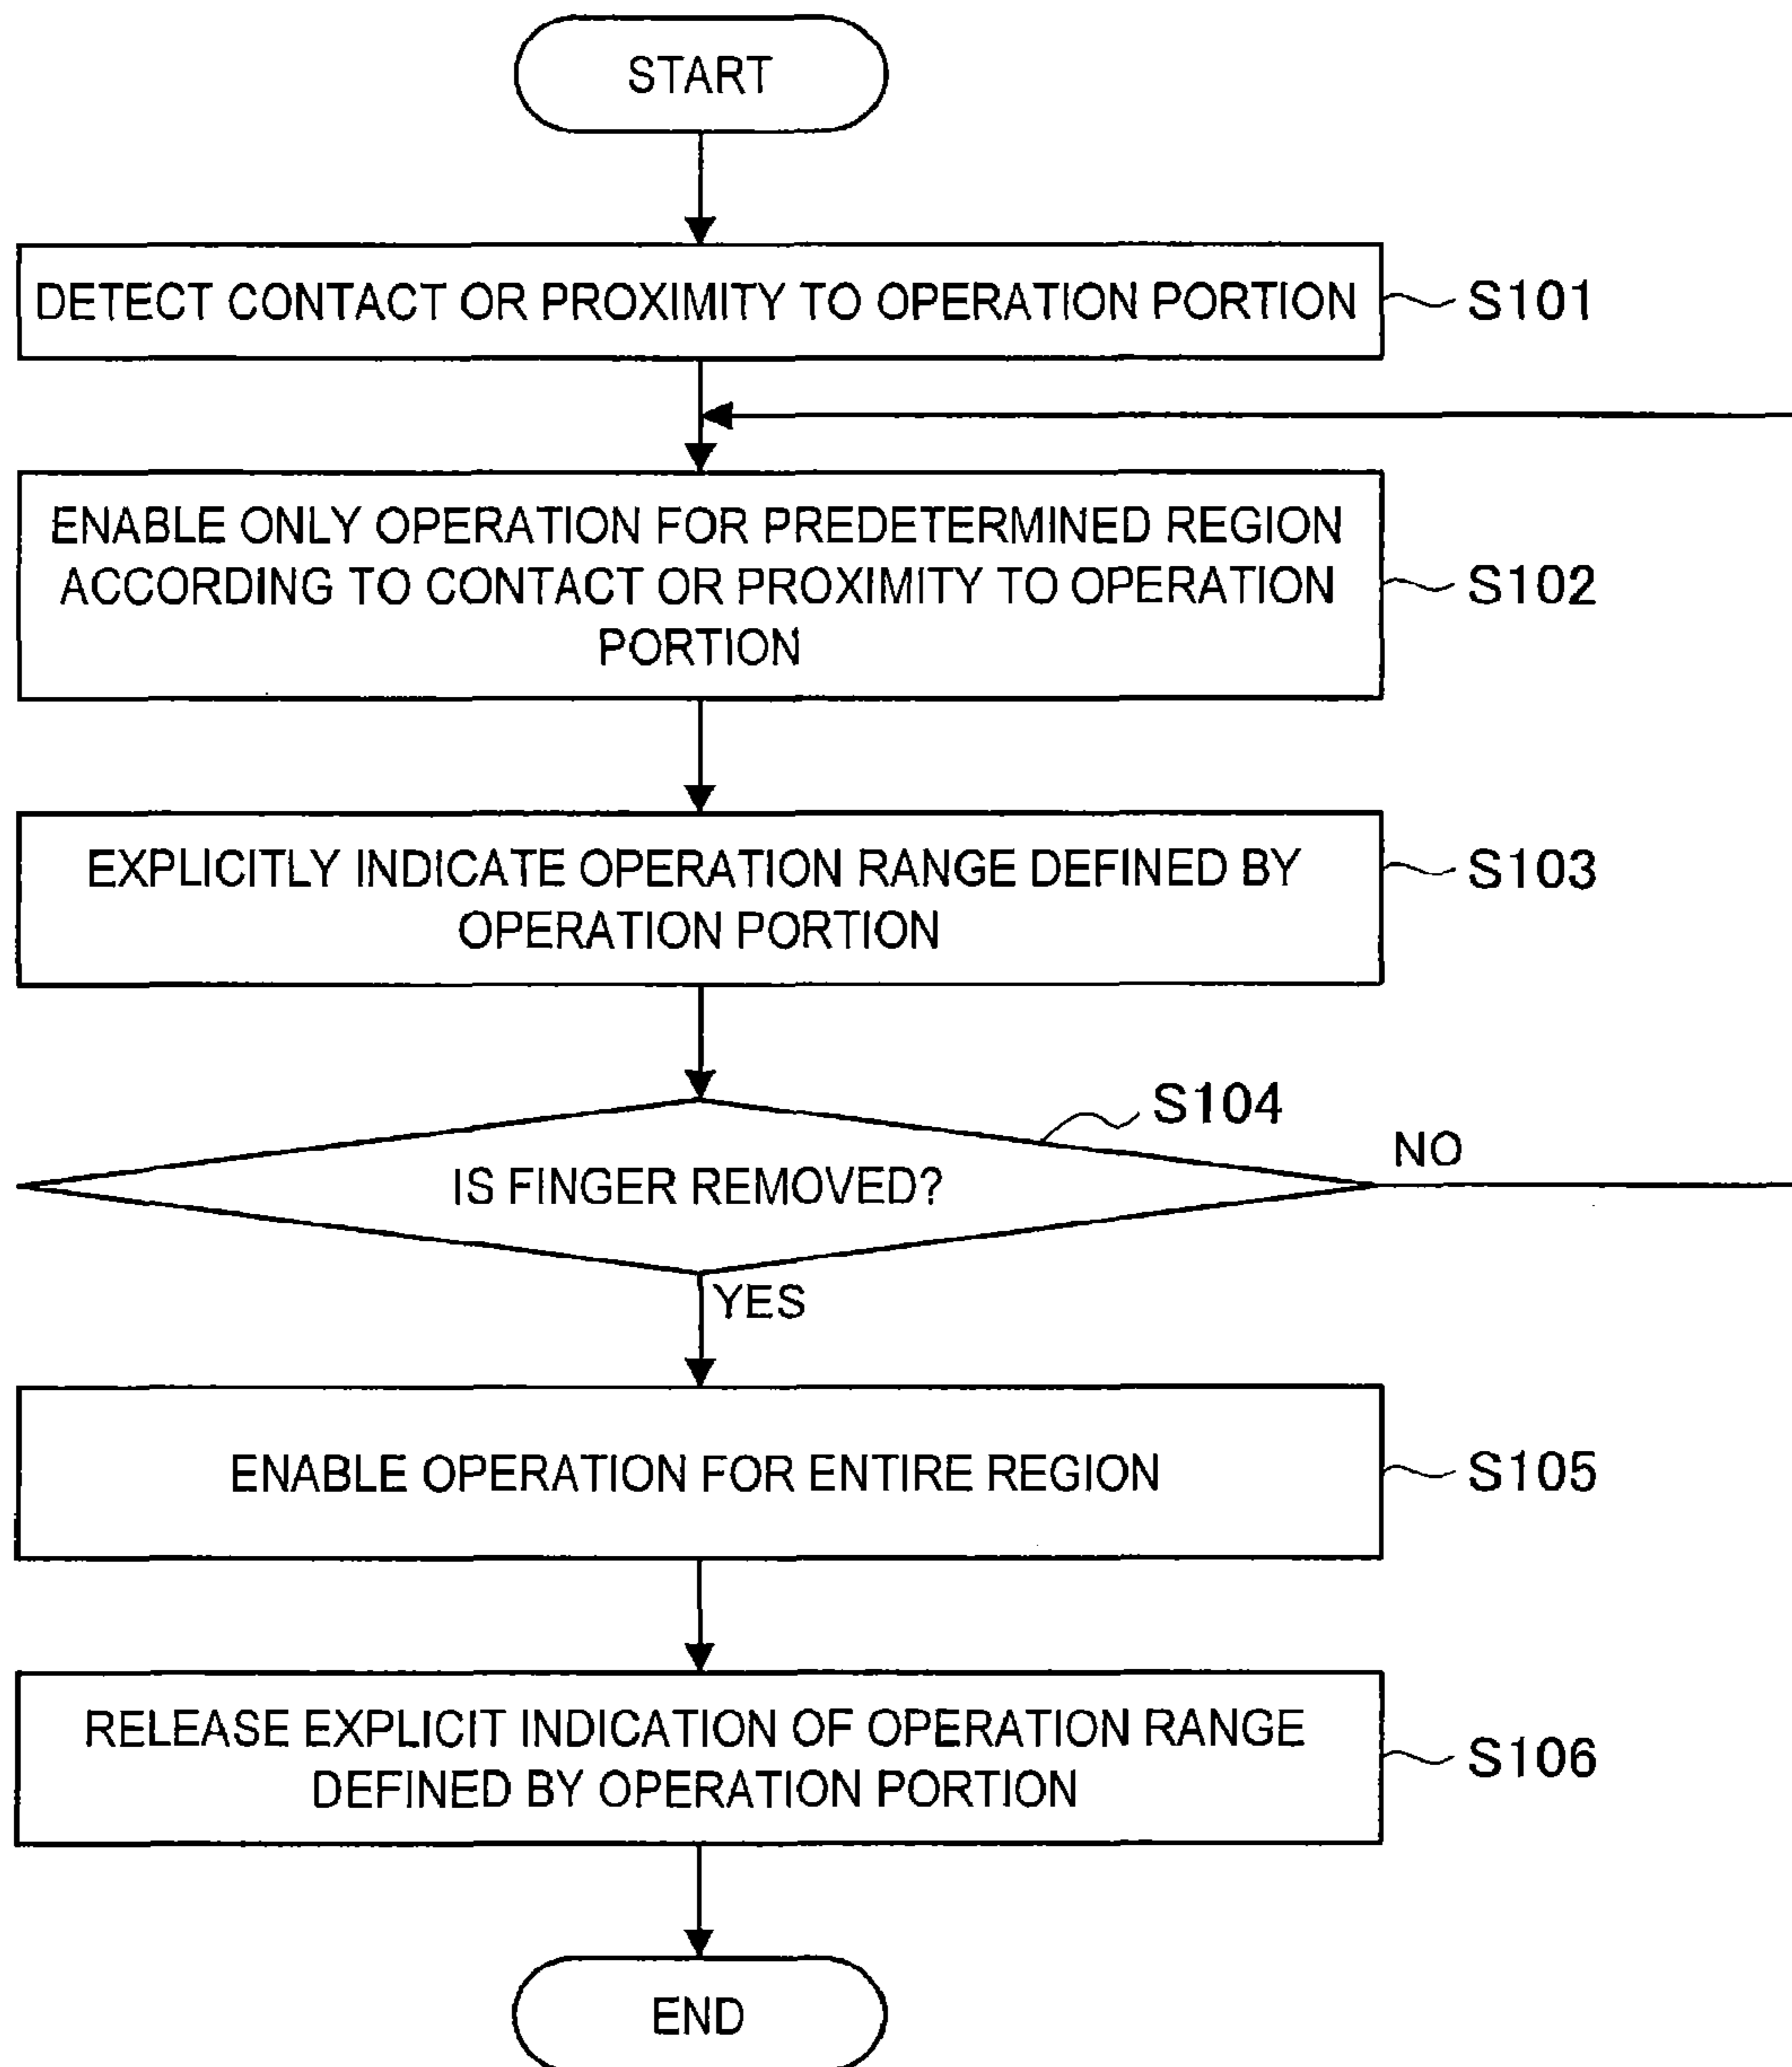 START
DETECT CONTACT OR PROXIMITY TO OPERATION PORTION
S101
ENABLE ONLY OPERATION FOR PREDETERMINED REGION
ACCORDING TO CONTACT OR PROXIMITY TO OPERATION
PORTION
S102
EXPLICITLY INDICATE OPERATION RANGE DEFINED BY
OPERATION PORTION
S103
S104
IS FINGER REMOVED?
NO
YES
ENABLE OPERATION FOR ENTIRE REGION
S105
RELEASE EXPLICIT INDICATION OF OPERATION RANGE
DEFINED BY OPERATION PORTION
S106
END